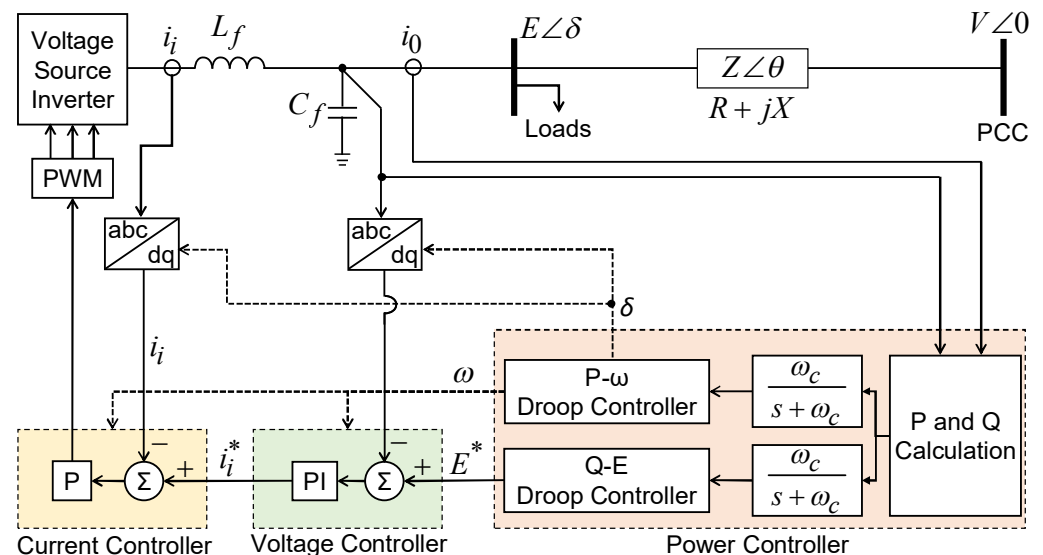 Voltage
Source
Inverter
i_i
L_f
i_0
E∠δ
V∠0
C_f
Loads
Z∠θ
R + jX
PCC
PWM
abc
dq
abc
dq
δ
i_i
ω
P-ω
Droop Controller
ω_c
s + ω_c
P and Q
Calculation
Q-E
Droop Controller
ω_c
s + ω_c
P
Σ
−
+
i_i^*
PI
Σ
−
+
E^*
Current Controller
Voltage Controller
Power Controller